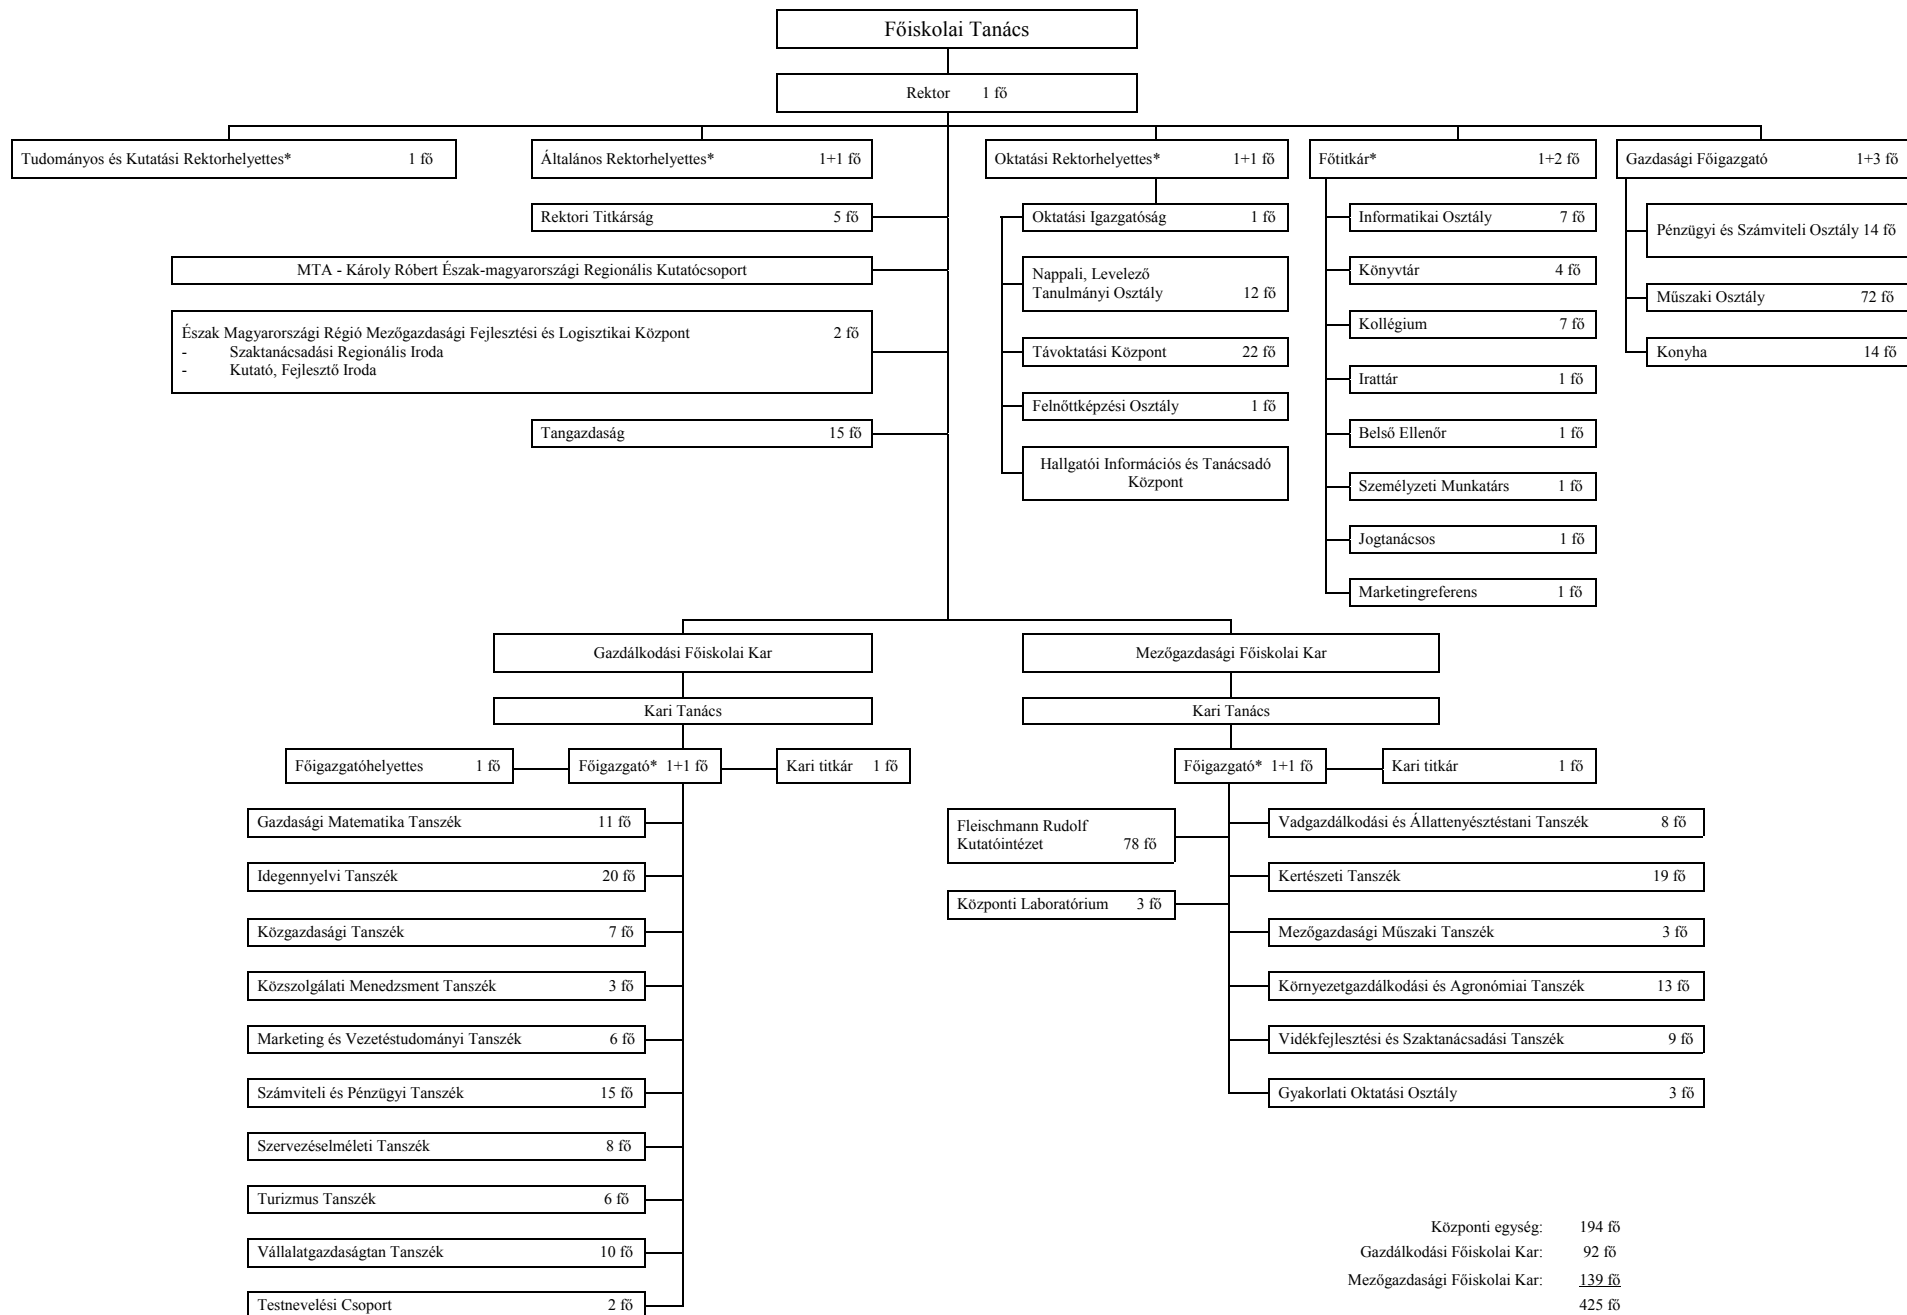 Főiskolai Tanács
Rektor 1 fő
Tudományos és Kutatási Rektorhelyettes* 1 fő
Általános Rektorhelyettes* 1+1 fő
Oktatási Rektorhelyettes* 1+1 fő
Főtitkár* 1+2 fő
Gazdasági Főigazgató 1+3 fő
Rektori Titkárság 5 fő
MTA - Károly Róbert Észak-magyarországi Regionális Kutatócsoport
Észak Magyarországi Régió Mezőgazdasági Fejlesztési és Logisztikai Központ 2 fő
- Szaktanácsadási Regionális Iroda
- Kutató, Fejlesztő Iroda
Tangazdaság 15 fő
Oktatási Igazgatóság 1 fő
Nappali, Levelező
Tanulmányi Osztály 12 fő
Távoktatási Központ 22 fő
Felnőttképzési Osztály 1 fő
Hallgatói Információs és Tanácsadó
Központ
Informatikai Osztály 7 fő
Könyvtár 4 fő
Kollégium 7 fő
Irattár 1 fő
Belső Ellenőr 1 fő
Személyzeti Munkatárs 1 fő
Jogtanácsos 1 fő
Marketingreferens 1 fő
Pénzügyi és Számviteli Osztály 14 fő
Műszaki Osztály 72 fő
Konyha 14 fő
Gazdálkodási Főiskolai Kar
Kari Tanács
Főigazgatóhelyettes 1 fő
Főigazgató* 1+1 fő
Kari titkár 1 fő
Gazdasági Matematika Tanszék 11 fő
Idegennyelvi Tanszék 20 fő
Közgazdasági Tanszék 7 fő
Közszolgálati Menedzsment Tanszék 3 fő
Marketing és Vezetéstudományi Tanszék 6 fő
Számviteli és Pénzügyi Tanszék 15 fő
Szervezéselméleti Tanszék 8 fő
Turizmus Tanszék 6 fő
Vállalatgazdaságtan Tanszék 10 fő
Testnevelési Csoport 2 fő
Mezőgazdasági Főiskolai Kar
Kari Tanács
Főigazgató* 1+1 fő
Kari titkár 1 fő
Fleischmann Rudolf
Kutatóintézet 78 fő
Központi Laboratórium 3 fő
Vadgazdálkodási és Állattenyésztéstani Tanszék 8 fő
Kertészeti Tanszék 19 fő
Mezőgazdasági Műszaki Tanszék 3 fő
Környezetgazdálkodási és Agronómiai Tanszék 13 fő
Vidékfejlesztési és Szaktanácsadási Tanszék 9 fő
Gyakorlati Oktatási Osztály 3 fő
Központi egység: 194 fő
Gazdálkodási Főiskolai Kar: 92 fő
Mezőgazdasági Főiskolai Kar: 139 fő
425 fő